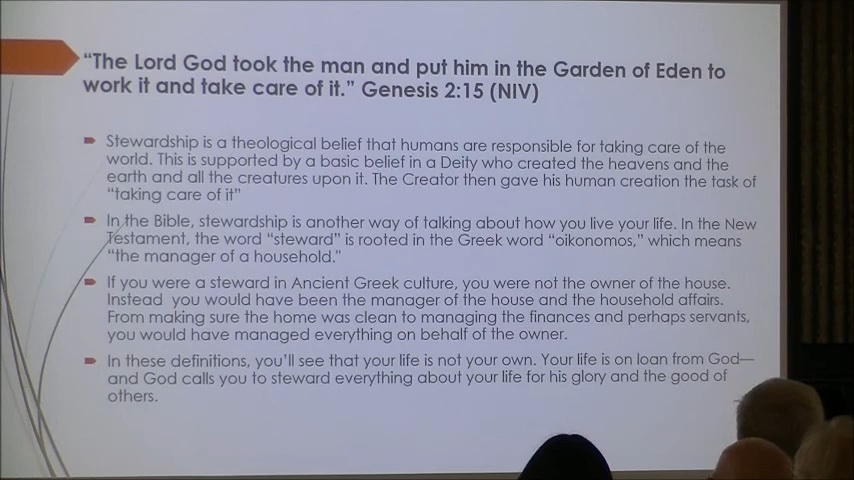 “The Lord God took the man and put him in the Garden of Eden to
work it and take care of it.” Genesis 2:15 (NIV)
Stewardship is a theological belief that humans are responsible for taking care of the
world. This is supported by a basic belief in a Deity who created the heavens and the
earth and all the creatures upon it. The Creator then gave his human creation the task of
“taking care of it”
In the Bible, stewardship is another way of talking about how you live your life. In the New
Testament, the word “steward” is rooted in the Greek word “oikonomos,” which means
“the manager of a household.”
If you were a steward in Ancient Greek culture, you were not the owner of the house.
Instead you would have been the manager of the house and the household affairs.
From making sure the home was clean to managing the finances and perhaps servants,
you would have managed everything on behalf of the owner.
In these definitions, you’ll see that your life is not your own. Your life is on loan from God—
and God calls you to steward everything about your life for his glory and the good of
others.